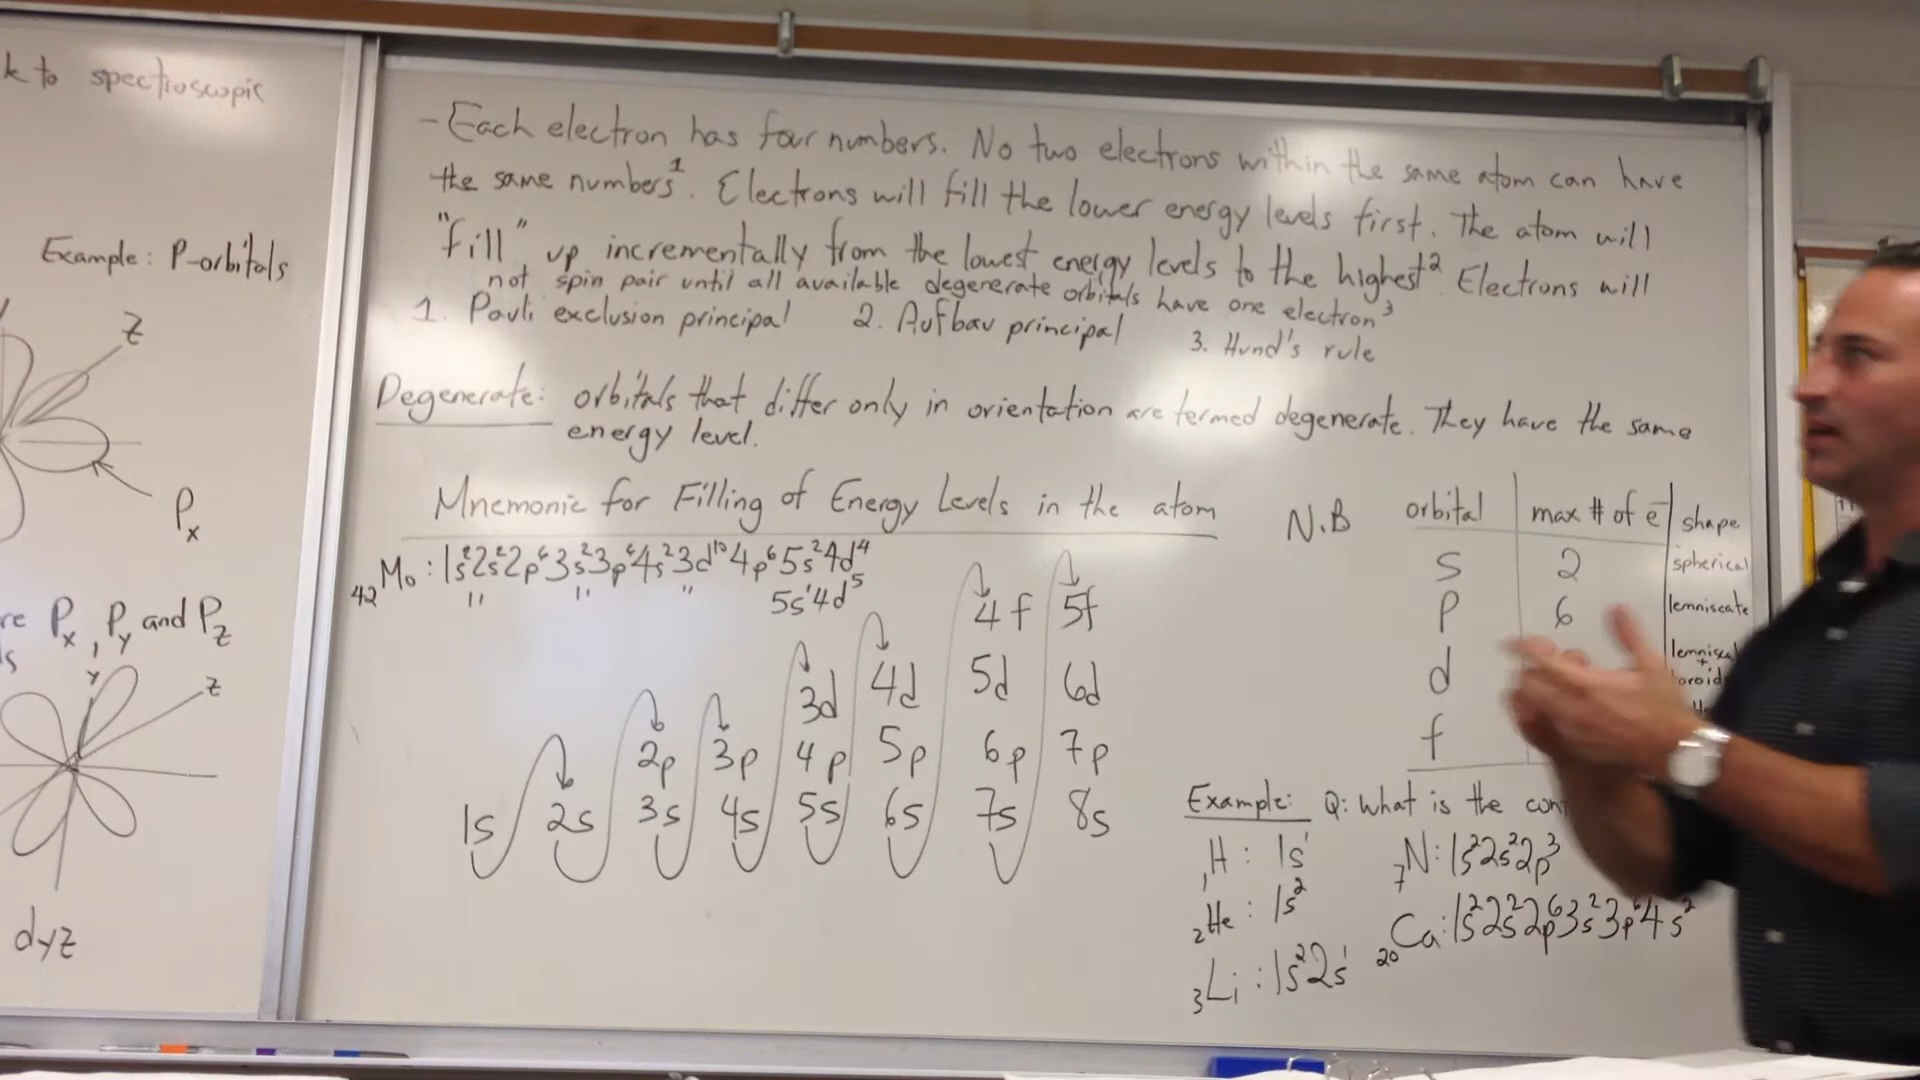 k to spectroscopic
Example: P-orbitals
z
Px
re Px, Py and Pz
s
y
z
dyz
- Each electron has four numbers. No two electrons within the same atom can have
the same numbers¹. Electrons will fill the lower energy levels first. The atom will
"fill" up incrementally from the lowest energy levels to the highest² Electrons will
not spin pair until all available degenerate orbitals have one electron³
1. Pauli exclusion principal 2. Aufbau principal 3. Hund's rule
Degenerate: orbitals that differ only in orientation are termed degenerate. They have the same
energy level.
Mnemonic for Filling of Energy Levels in the atom
₄₂Mo: 1s²2s²2p⁶3s²3p⁶4s²3d¹⁰4p⁶5s²4d⁴
" " " 5s¹4d⁵
4f 5f
3d 4d 5d 6d
2p 3p 4p 5p 6p 7p
1s 2s 3s 4s 5s 6s 7s 8s
N.B orbital max # of e⁻ shape
s 2 spherical
p 6 lemniscate
d lemnisca
+
oroid
f
Example: Q: What is the con
₁H: 1s¹ ₇N: 1s²2s²2p³
₂He: 1s² ₂₀Ca: 1s²2s²2p⁶3s²3p⁶4s²
₃Li: 1s²2s¹